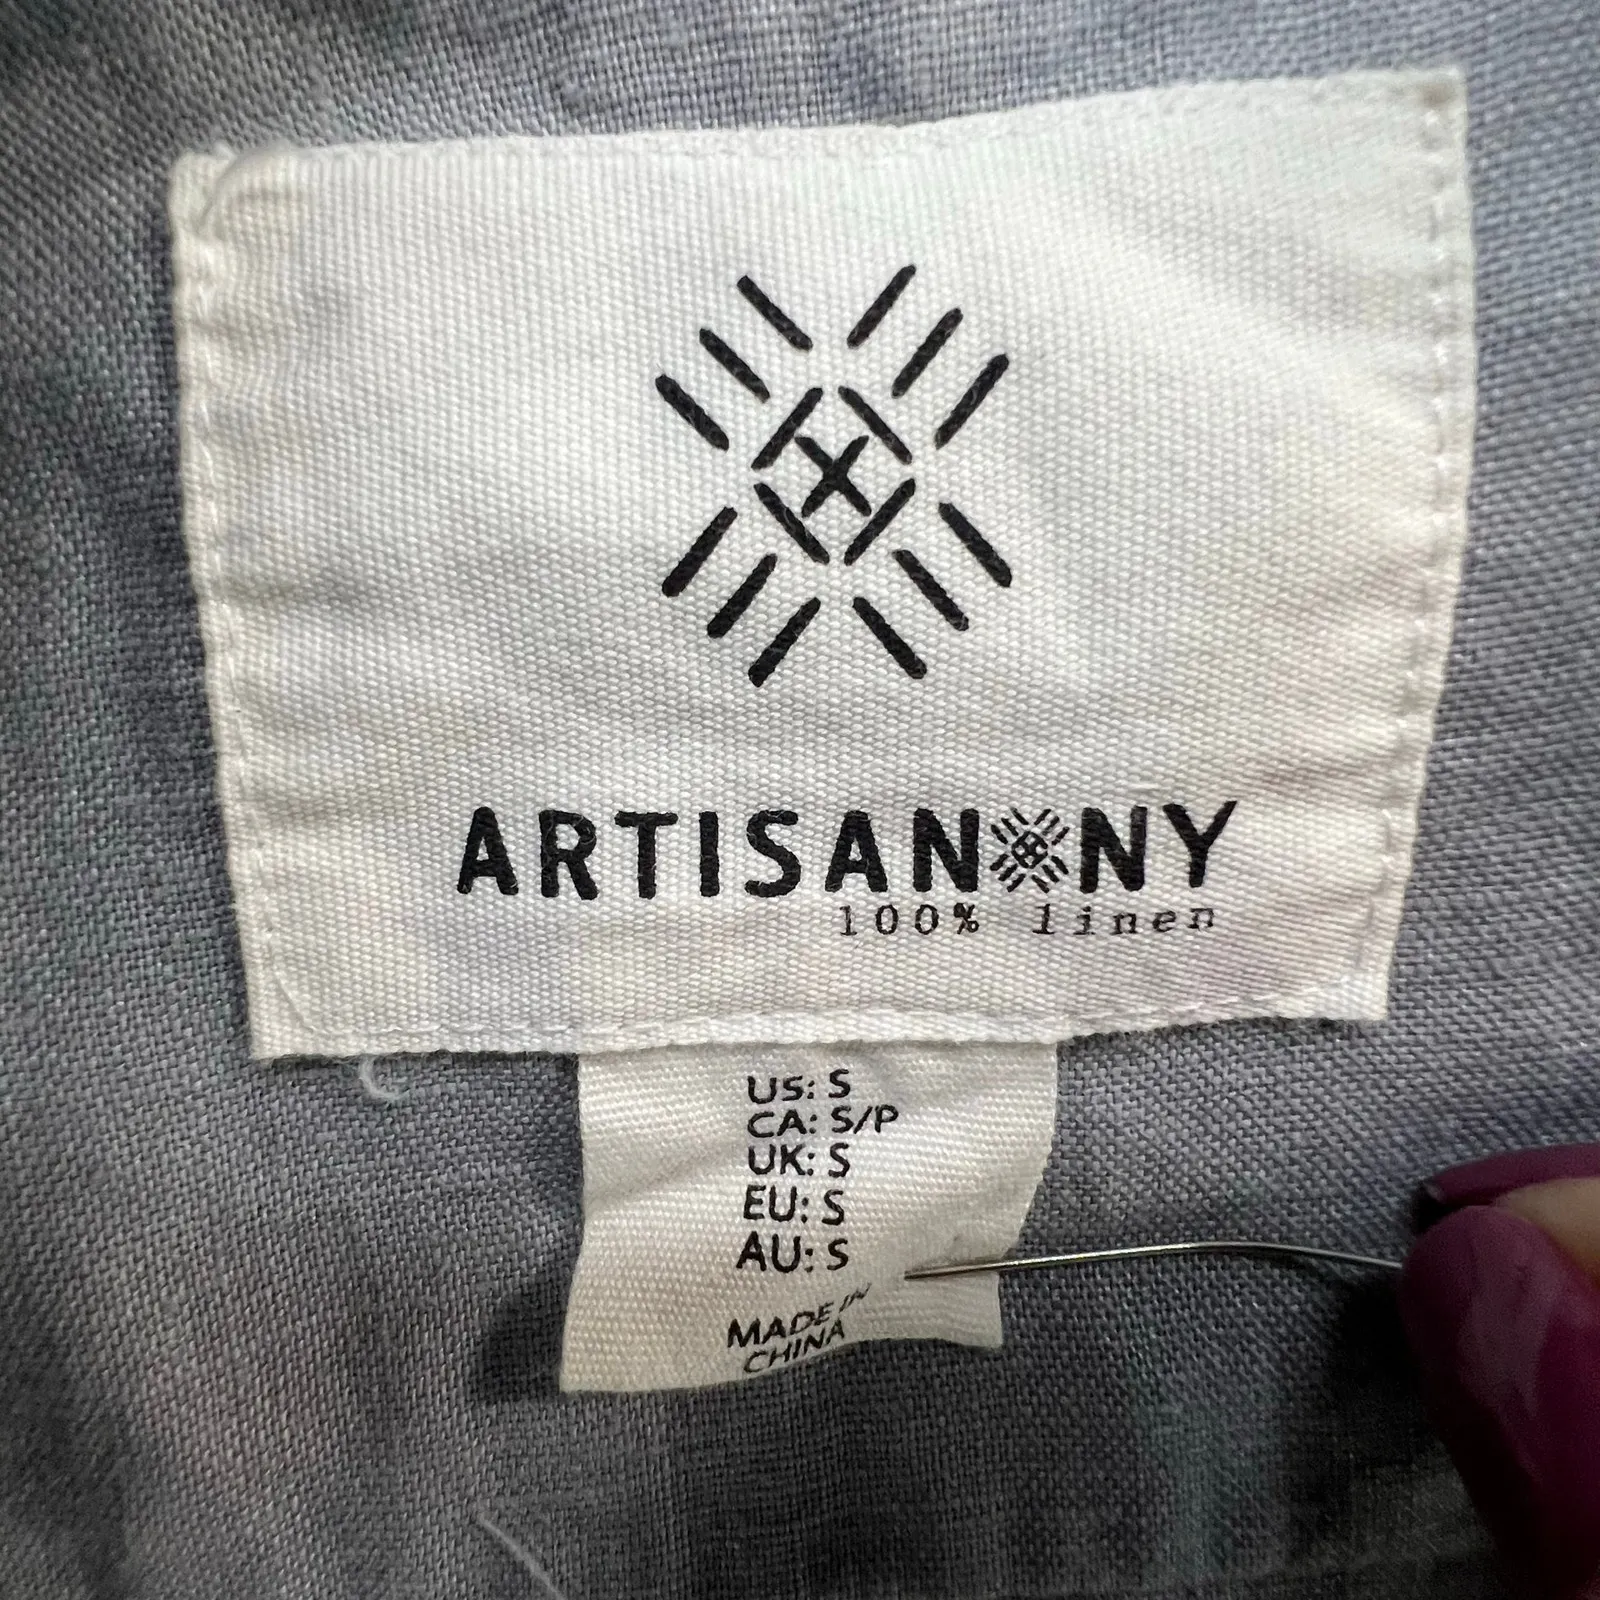 ARTISAN NY
100% linen
US: S
CA: S/P
UK: S
EU: S
AU: S
MADE IN
CHINA